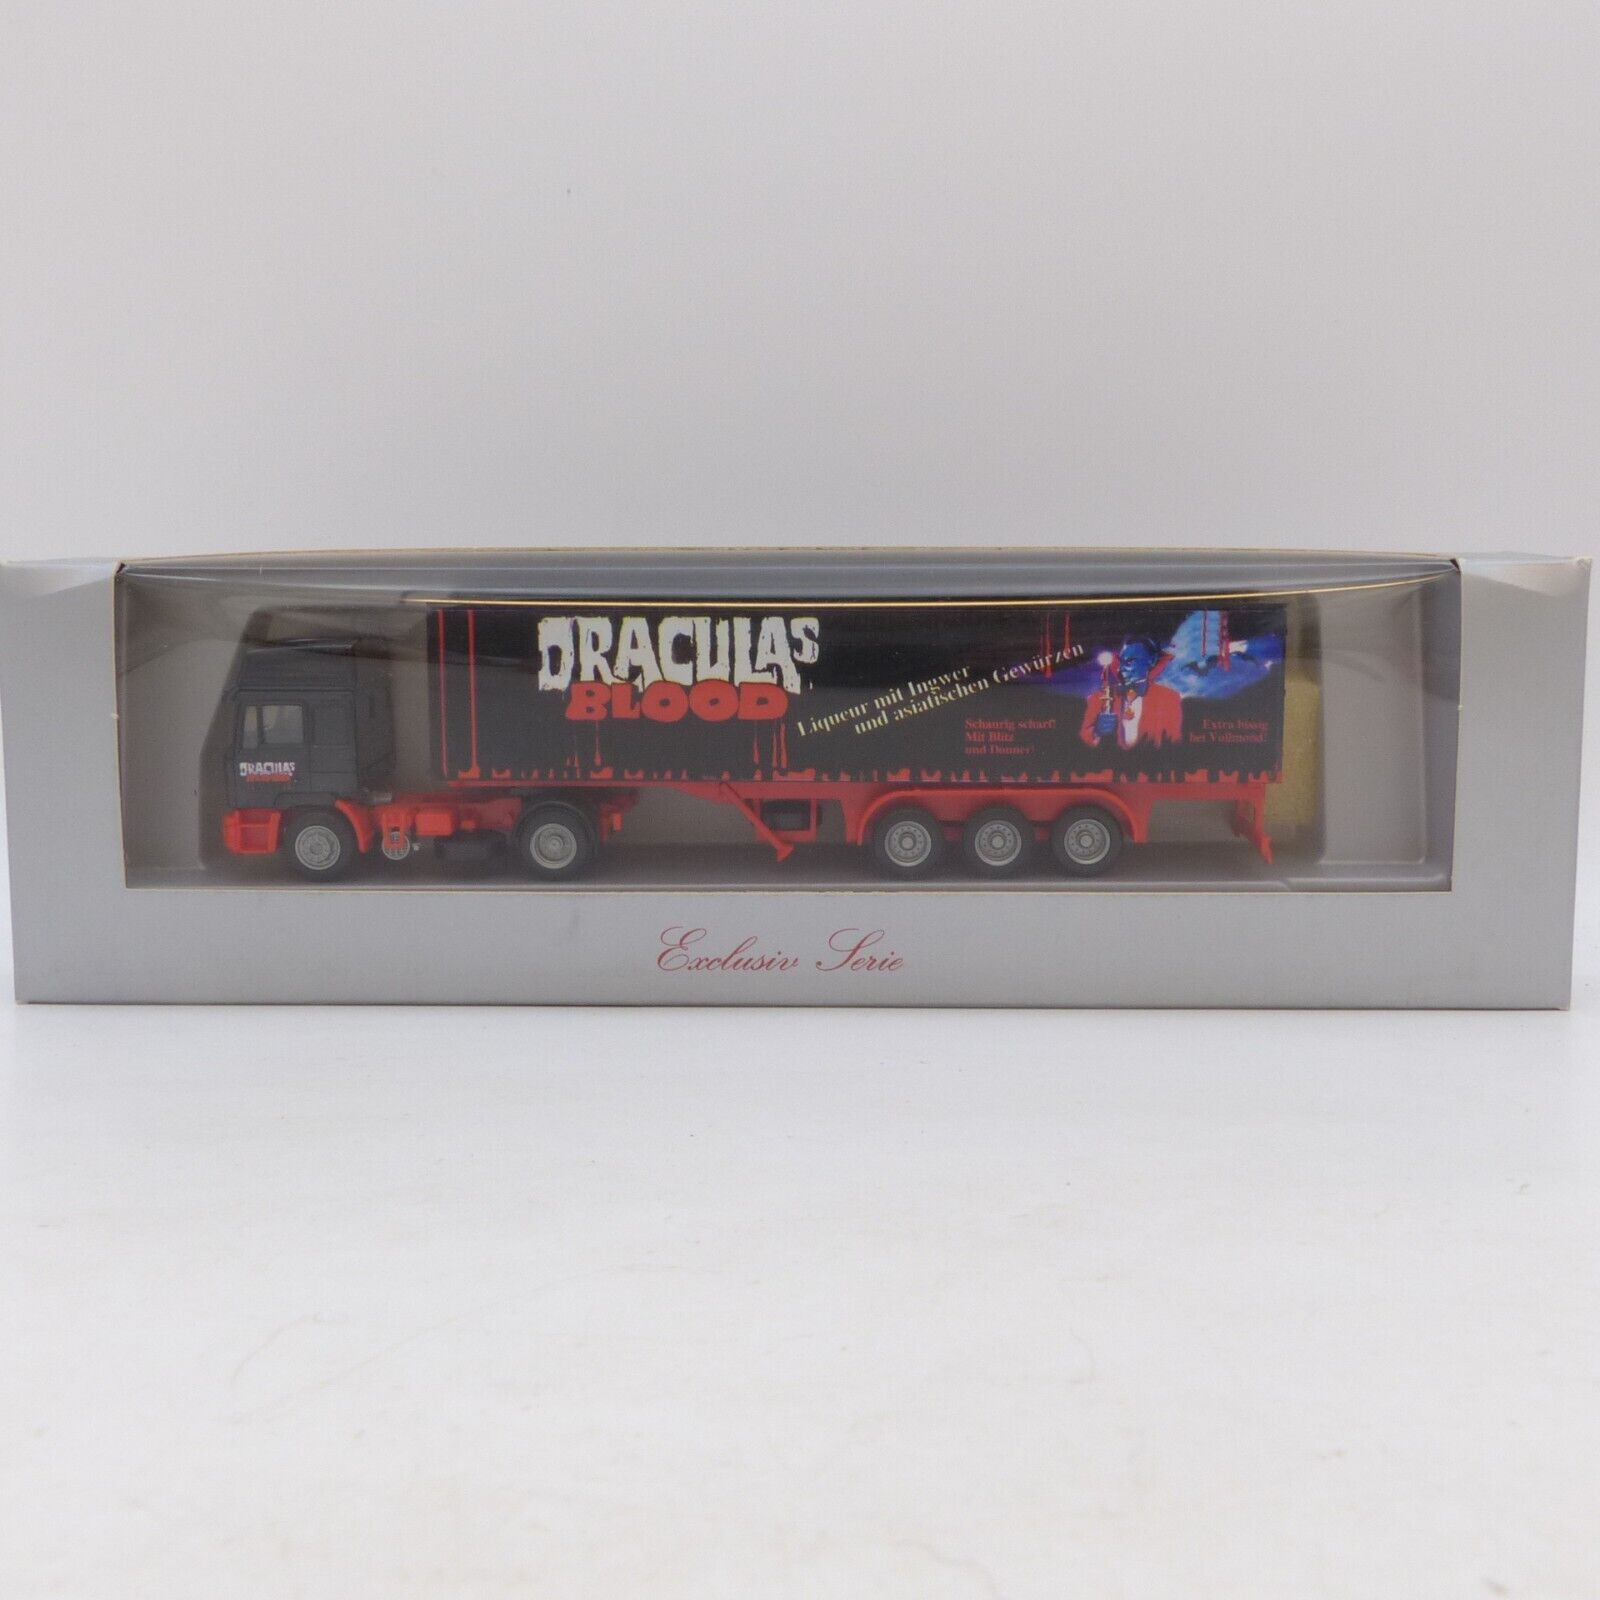 DRACULAS
BLOOD
Liqueur mit Ingwer
und asiatischen Gewürzen
Schaurig scharf!
Mit Blitz
und Donner!
Extra bissig
bei Vollmond!
DRACULAS
BLOOD
Exclusiv Serie